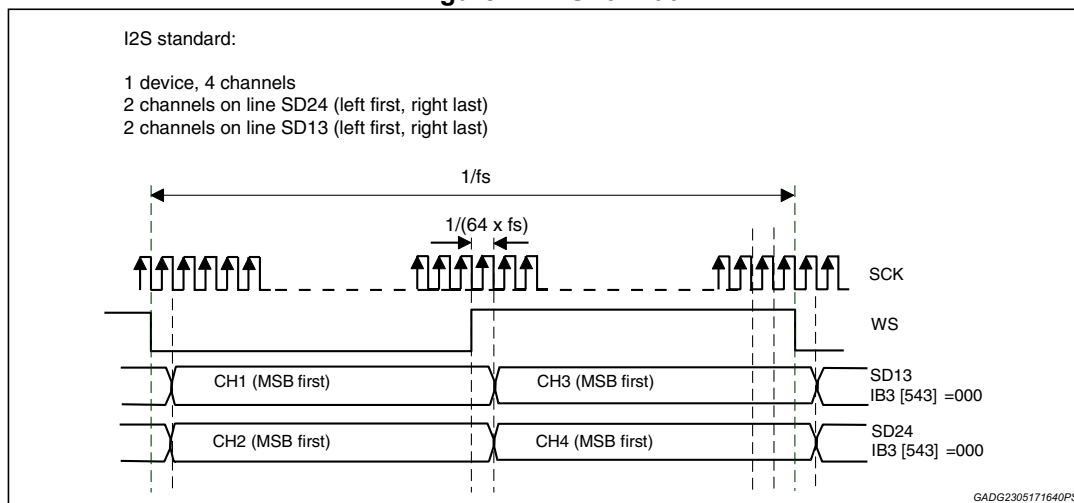 I2S standard:
1 device, 4 channels
2 channels on line SD24 (left first, right last)
2 channels on line SD13 (left first, right last)
1/fs
1/(64 x fs)
SCK
WS
CH1 (MSB first)
CH3 (MSB first)
SD13
IB3 [543] =000
CH2 (MSB first)
CH4 (MSB first)
SD24
IB3 [543] =000
GADG2305171640PS